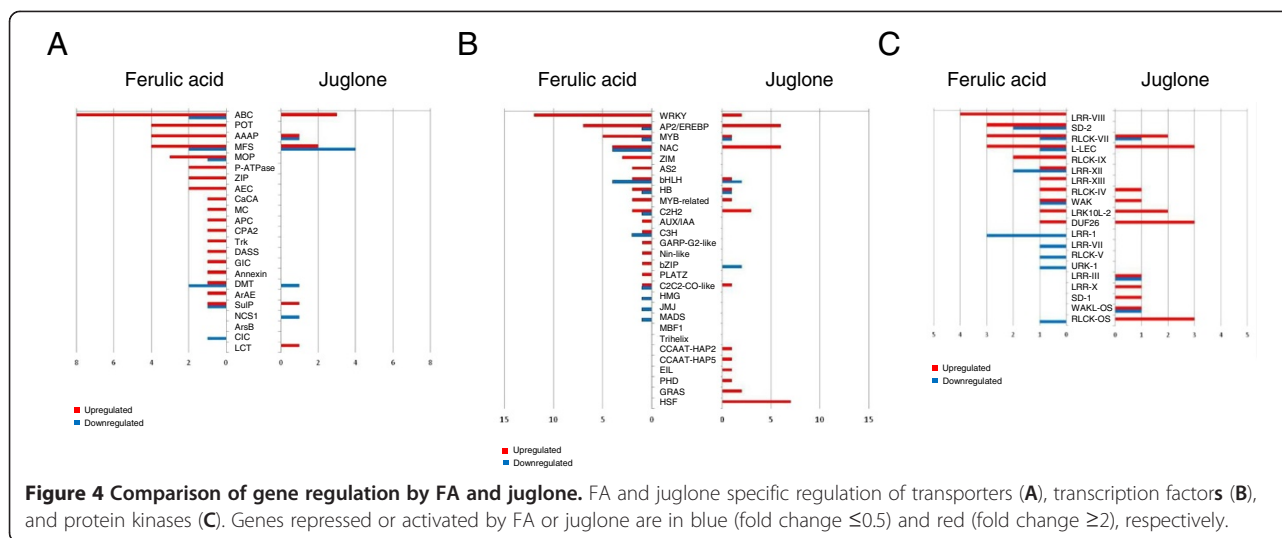 A
B
C
Ferulic acid
Juglone
Ferulic acid
Juglone
Ferulic acid
Juglone
ABC
POT
AAAP
MFS
MOP
P-ATPase
ZIP
AEC
CaCA
MC
APC
CPA2
Trk
DASS
GIC
Annexin
DMT
ArAE
SulP
NCS1
ArsB
ClC
LCT
8 6 4 2 0
0 2 4 6 8
Upregulated
Downregulated
WRKY
AP2/EREBP
MYB
NAC
ZIM
AS2
bHLH
HB
MYB-related
C2H2
AUX/IAA
C3H
GARP-G2-like
Nin-like
bZIP
PLATZ
C2C2-CO-like
HMG
JMJ
MADS
MBF1
Trihelix
CCAAT-HAP2
CCAAT-HAP5
EIL
PHD
GRAS
HSF
15 10 5 0
0 5 10 15
Upregulated
Downregulated
LRR-VIII
SD-2
RLCK-VII
L-LEC
RLCK-IX
LRR-XII
LRR-XIII
RLCK-IV
WAK
LRK10L-2
DUF26
LRR-1
LRR-VII
RLCK-V
URK-1
LRR-III
LRR-X
SD-1
WAKL-OS
RLCK-OS
5 4 3 2 1 0
0 1 2 3 4 5
Upregulated
Downregulated
Figure 4 Comparison of gene regulation by FA and juglone. FA and juglone specific regulation of transporters (A), transcription factors (B),
and protein kinases (C). Genes repressed or activated by FA or juglone are in blue (fold change ≤0.5) and red (fold change ≥2), respectively.